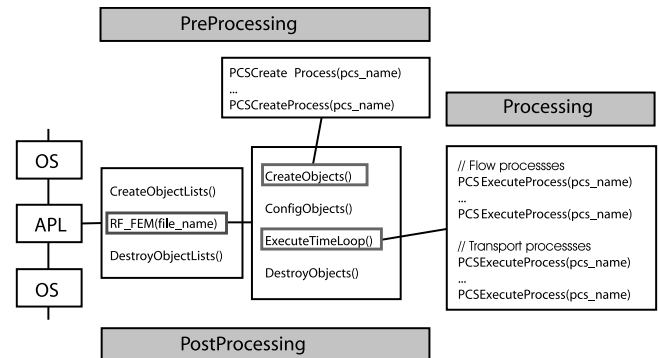 PreProcessing
PCSCreate Process(pcs_name)
...
PCSCreateProcess(pcs_name)
Processing
OS
APL
OS
CreateObjectLists()
RF_FEM(file_name)
DestroyObjectLists()
CreateObjects()
ConfigObjects()
ExecuteTimeLoop()
DestroyObjects()
// Flow processses
PCS ExecuteProcess(pcs_name)
...
PCS ExecuteProcess(pcs_name)
// Transport processses
PCSExecuteProcess(pcs_name)
...
PCSExecuteProcess(pcs_name)
PostProcessing